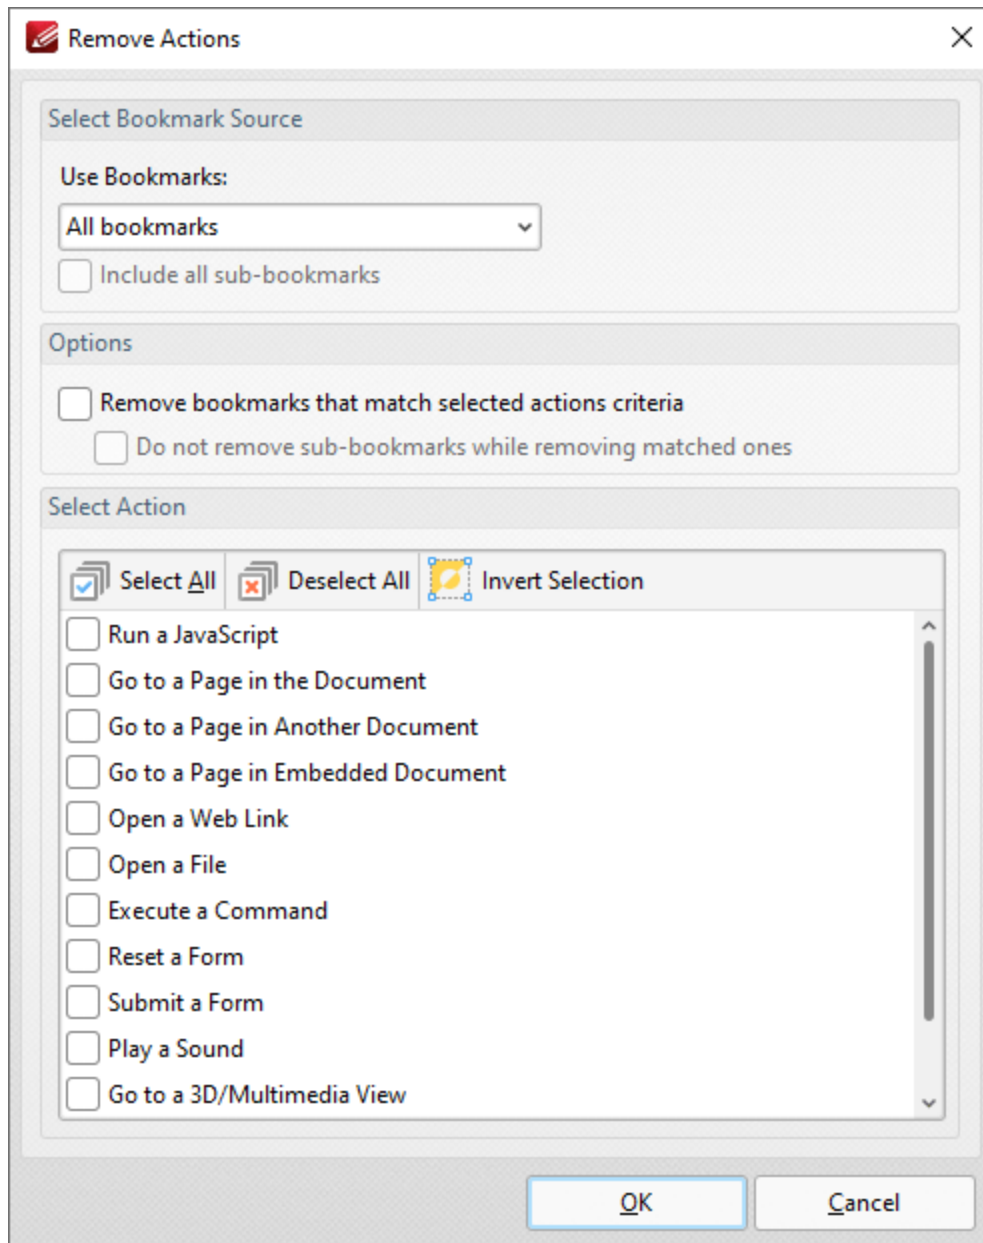 Remove Actions
Select Bookmark Source
Use Bookmarks:
All bookmarks
Include all sub-bookmarks
Options
Remove bookmarks that match selected actions criteria
Do not remove sub-bookmarks while removing matched ones
Select Action
Select All Deselect All Invert Selection
Run a JavaScript
Go to a Page in the Document
Go to a Page in Another Document
Go to a Page in Embedded Document
Open a Web Link
Open a File
Execute a Command
Reset a Form
Submit a Form
Play a Sound
Go to a 3D/Multimedia View
OK Cancel